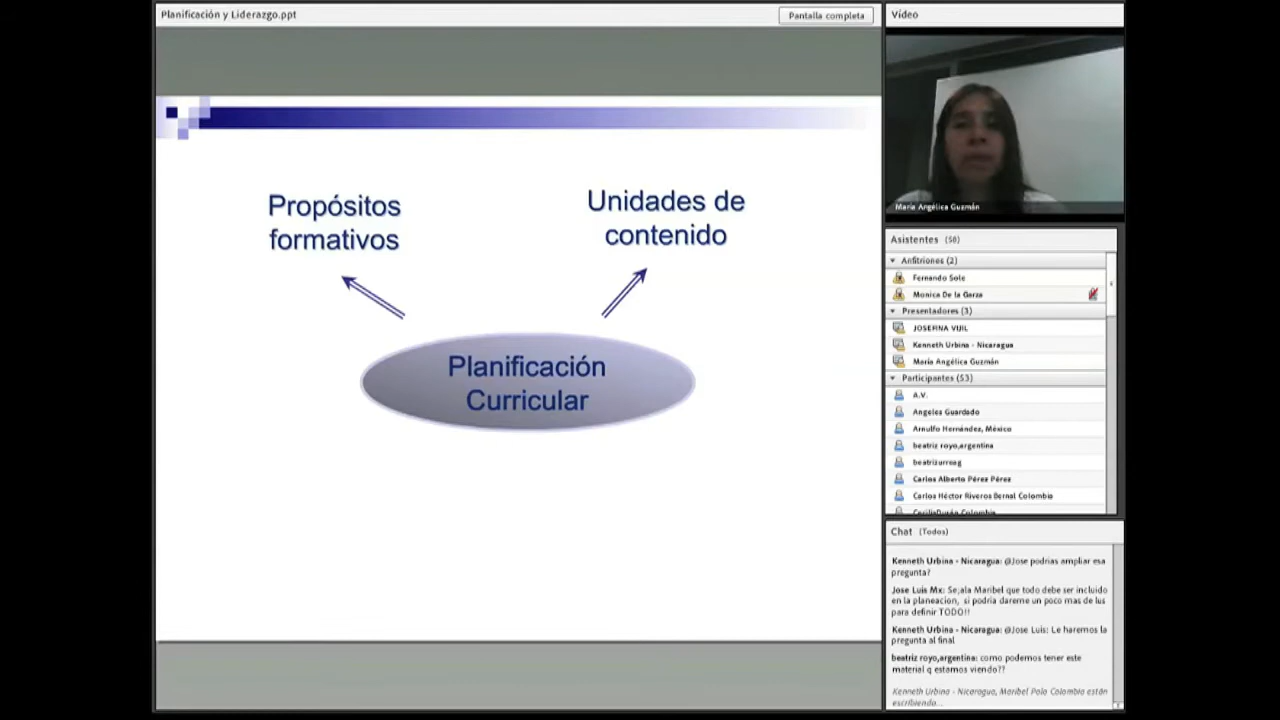 Planificación y Liderazgo.ppt
Pantalla completa
Propósitos
formativos
Unidades de
contenido
Planificación
Curricular
Vídeo
María Angélica Guzmán
Asistentes (58)
Anfitriones (2)
Fernando Sole
Monica De la Garza
Presentadores (3)
JOSEFINA VIJIL
Kenneth Urbina - Nicaragua
María Angélica Guzmán
Participantes (53)
A.V.
Angeles Guardado
Arnulfo Hernández, México
beatriz royo,argentina
beatrizurreag
Carlos Alberto Pérez Pérez
Carlos Héctor Riveros Bernal Colombia
Chat (Todos)
Kenneth Urbina - Nicaragua: @Jose podrias ampliar esa
pregunta?
Jose Luis Mx: Se;ala Maribel que todo debe ser incluido
en la planeacion, si podria darerne un poco mas de lus
para definir TODO!!
Kenneth Urbina - Nicaragua: @Jose Luis: Le haremos la
pregunta al final
beatriz royo,argentina: como podemos tener este
material q estamos viendo??
Kenneth Urbina - Nicaragua, Maribel Polo Colombia están
escribiendo...